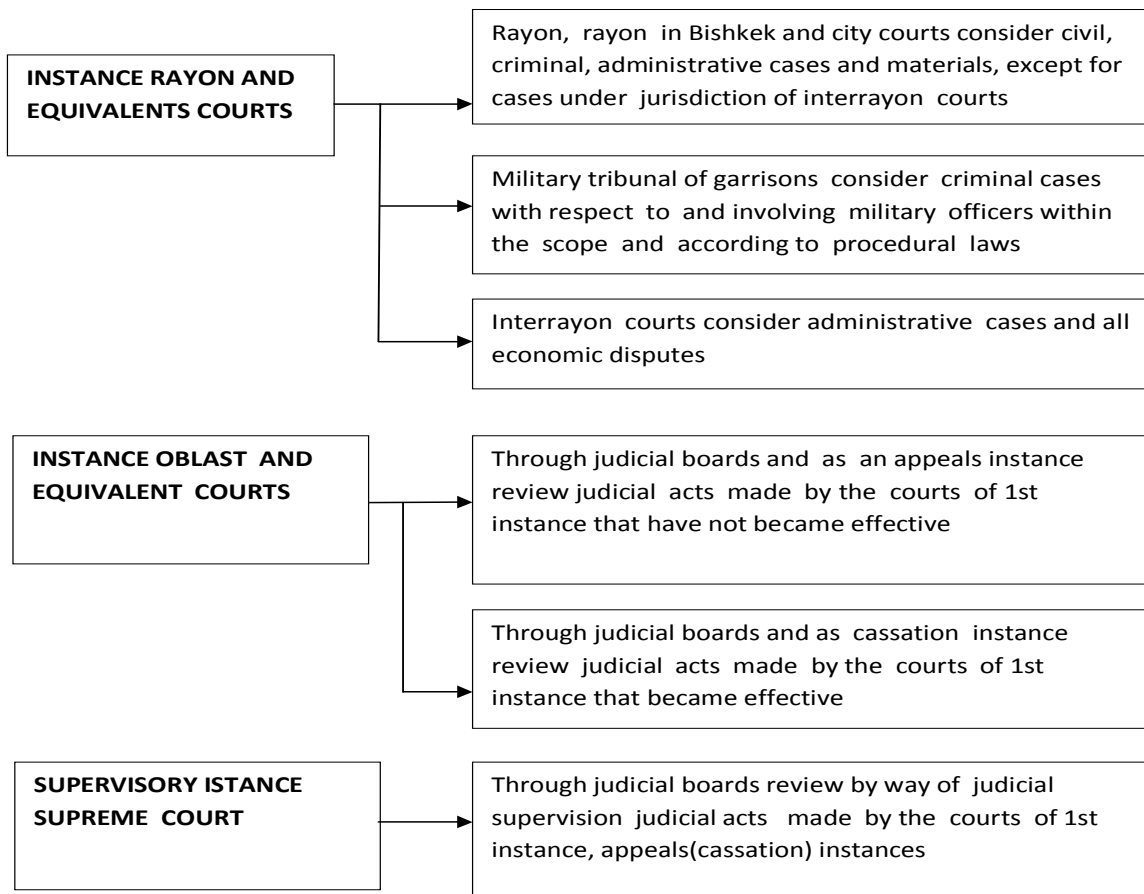 INSTANCE RAYON AND
EQUIVALENTS COURTS
Rayon, rayon in Bishkek and city courts consider civil,
criminal, administrative cases and materials, except for
cases under jurisdiction of interrayon courts
Military tribunal of garrisons consider criminal cases
with respect to and involving military officers within
the scope and according to procedural laws
Interrayon courts consider administrative cases and all
economic disputes
INSTANCE OBLAST AND
EQUIVALENT COURTS
Through judicial boards and as an appeals instance
review judicial acts made by the courts of 1st
instance that have not became effective
Through judicial boards and as cassation instance
review judicial acts made by the courts of 1st
instance that became effective
SUPERVISORY ISTANCE
SUPREME COURT
Through judicial boards review by way of judicial
supervision judicial acts made by the courts of 1st
instance, appeals(cassation) instances